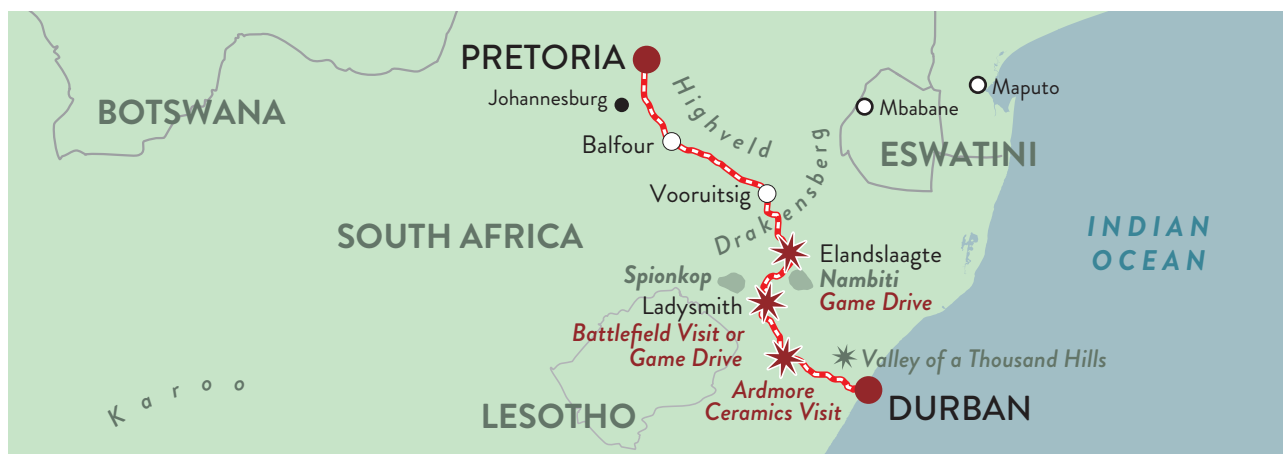 PRETORIA
Johannesburg
Highveld
Maputo
BOTSWANA
Mbabane
Balfour
ESWATINI
Vooruitsig
Drakensberg
SOUTH AFRICA
INDIAN
OCEAN
Elandslaagte
Spionkop
Nambiti
Game Drive
Ladysmith
Battlefield Visit or
Game Drive
Valley of a Thousand Hills
Karoo
Ardmore
Ceramics Visit
LESOTHO
DURBAN